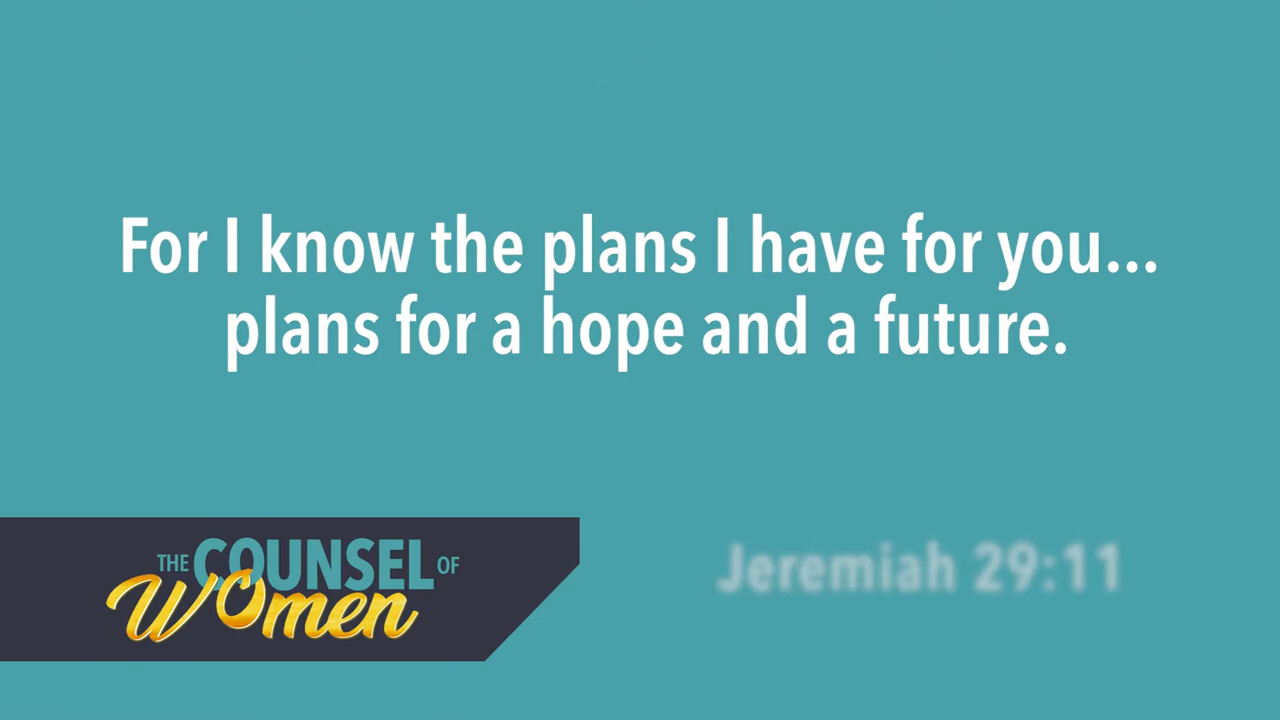 For I know the plans I have for you...
plans for a hope and a future.
Jeremiah 29:11
THE COUNSEL OF
Women